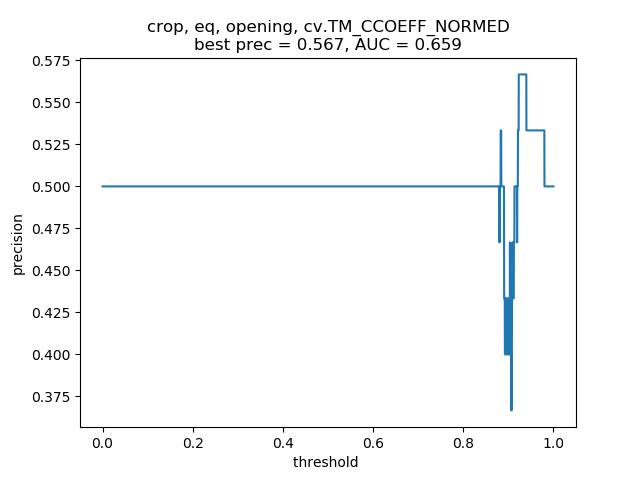 crop, eq, opening, cv.TM_CCOEFF_NORMED
best prec = 0.567, AUC = 0.659
0.575
0.550
0.525
0.500
0.475
0.450
0.425
0.400
0.375
precision
0.0 0.2 0.4 0.6 0.8 1.0
threshold